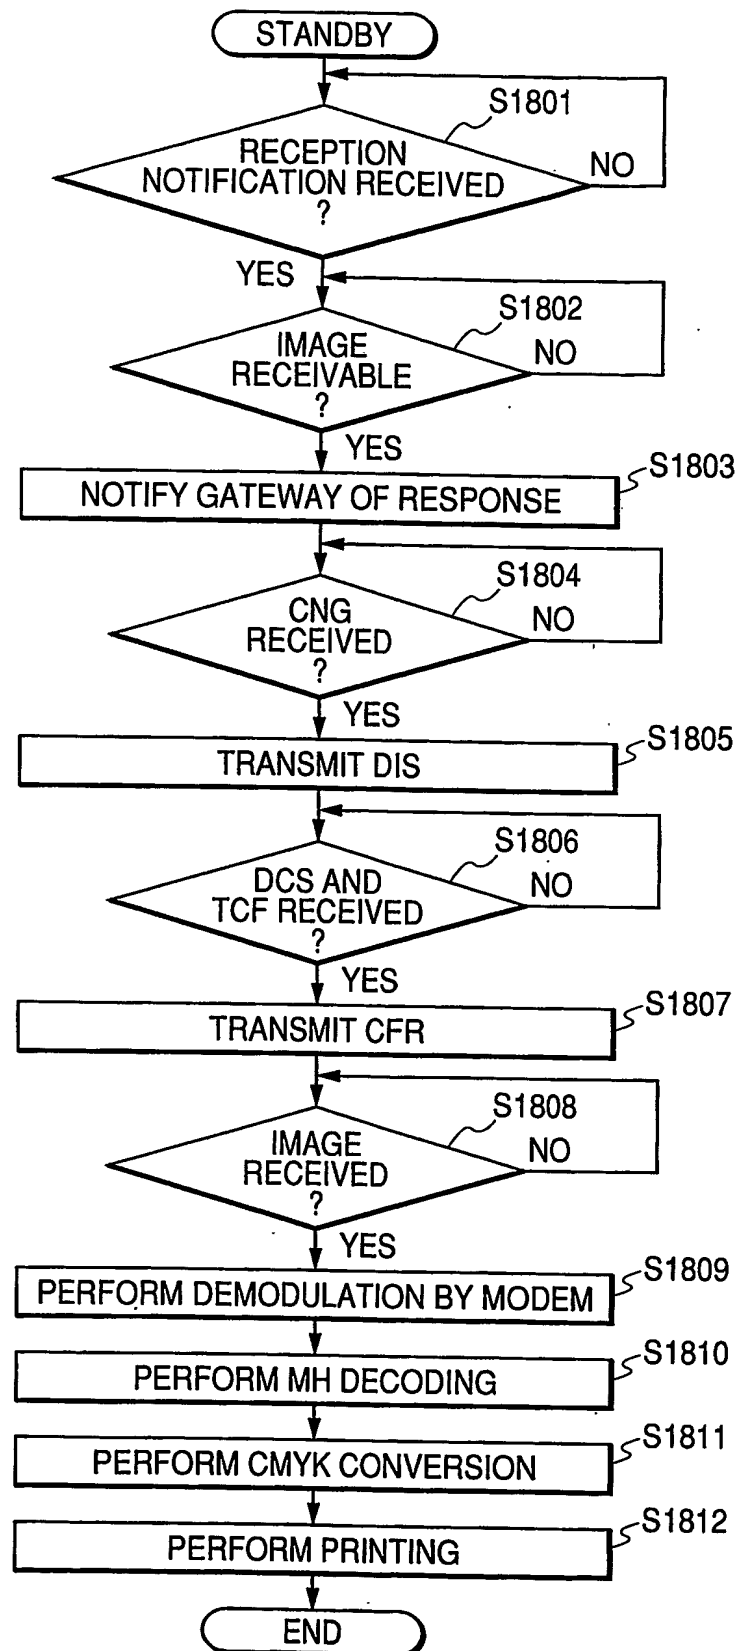 STANDBY
S1801
RECEPTION
NOTIFICATION RECEIVED
?
NO
YES
S1802
IMAGE
RECEIVABLE
?
NO
YES
S1803
NOTIFY GATEWAY OF RESPONSE
S1804
CNG
RECEIVED
?
NO
YES
S1805
TRANSMIT DIS
S1806
DCS AND
TCF RECEIVED
?
NO
YES
S1807
TRANSMIT CFR
S1808
IMAGE
RECEIVED
?
NO
YES
S1809
PERFORM DEMODULATION BY MODEM
S1810
PERFORM MH DECODING
S1811
PERFORM CMYK CONVERSION
S1812
PERFORM PRINTING
END